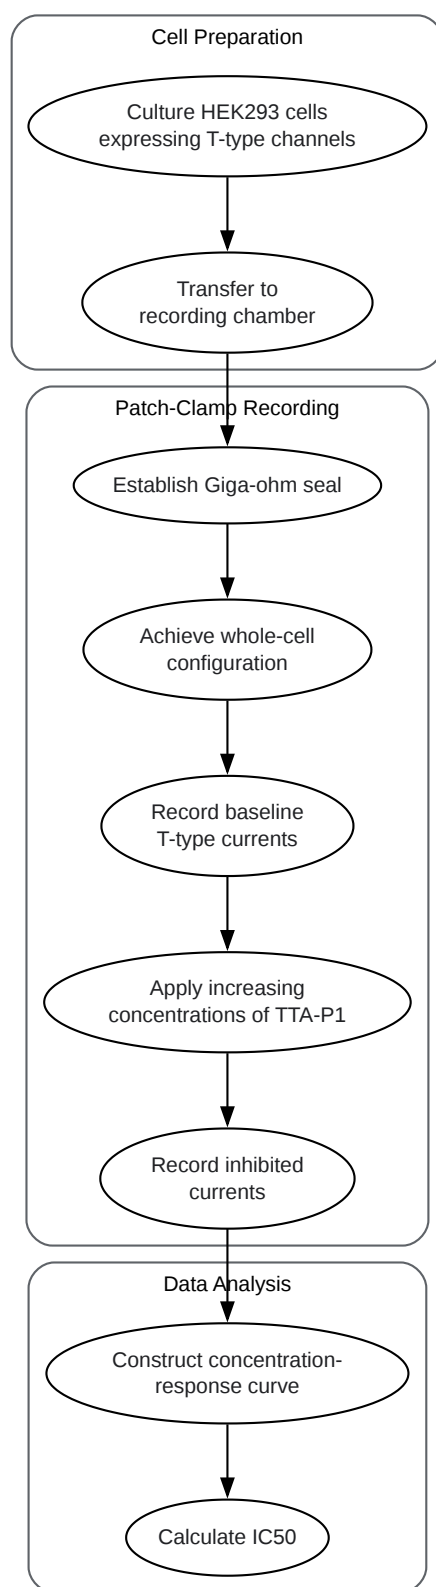 Cell Preparation
Culture HEK293 cells
expressing T-type channels
Transfer to
recording chamber
Patch-Clamp Recording
Establish Giga-ohm seal
Achieve whole-cell
configuration
Record baseline
T-type currents
Apply increasing
concentrations of TTA-P1
Record inhibited
currents
Data Analysis
Construct concentration-
response curve
Calculate IC50